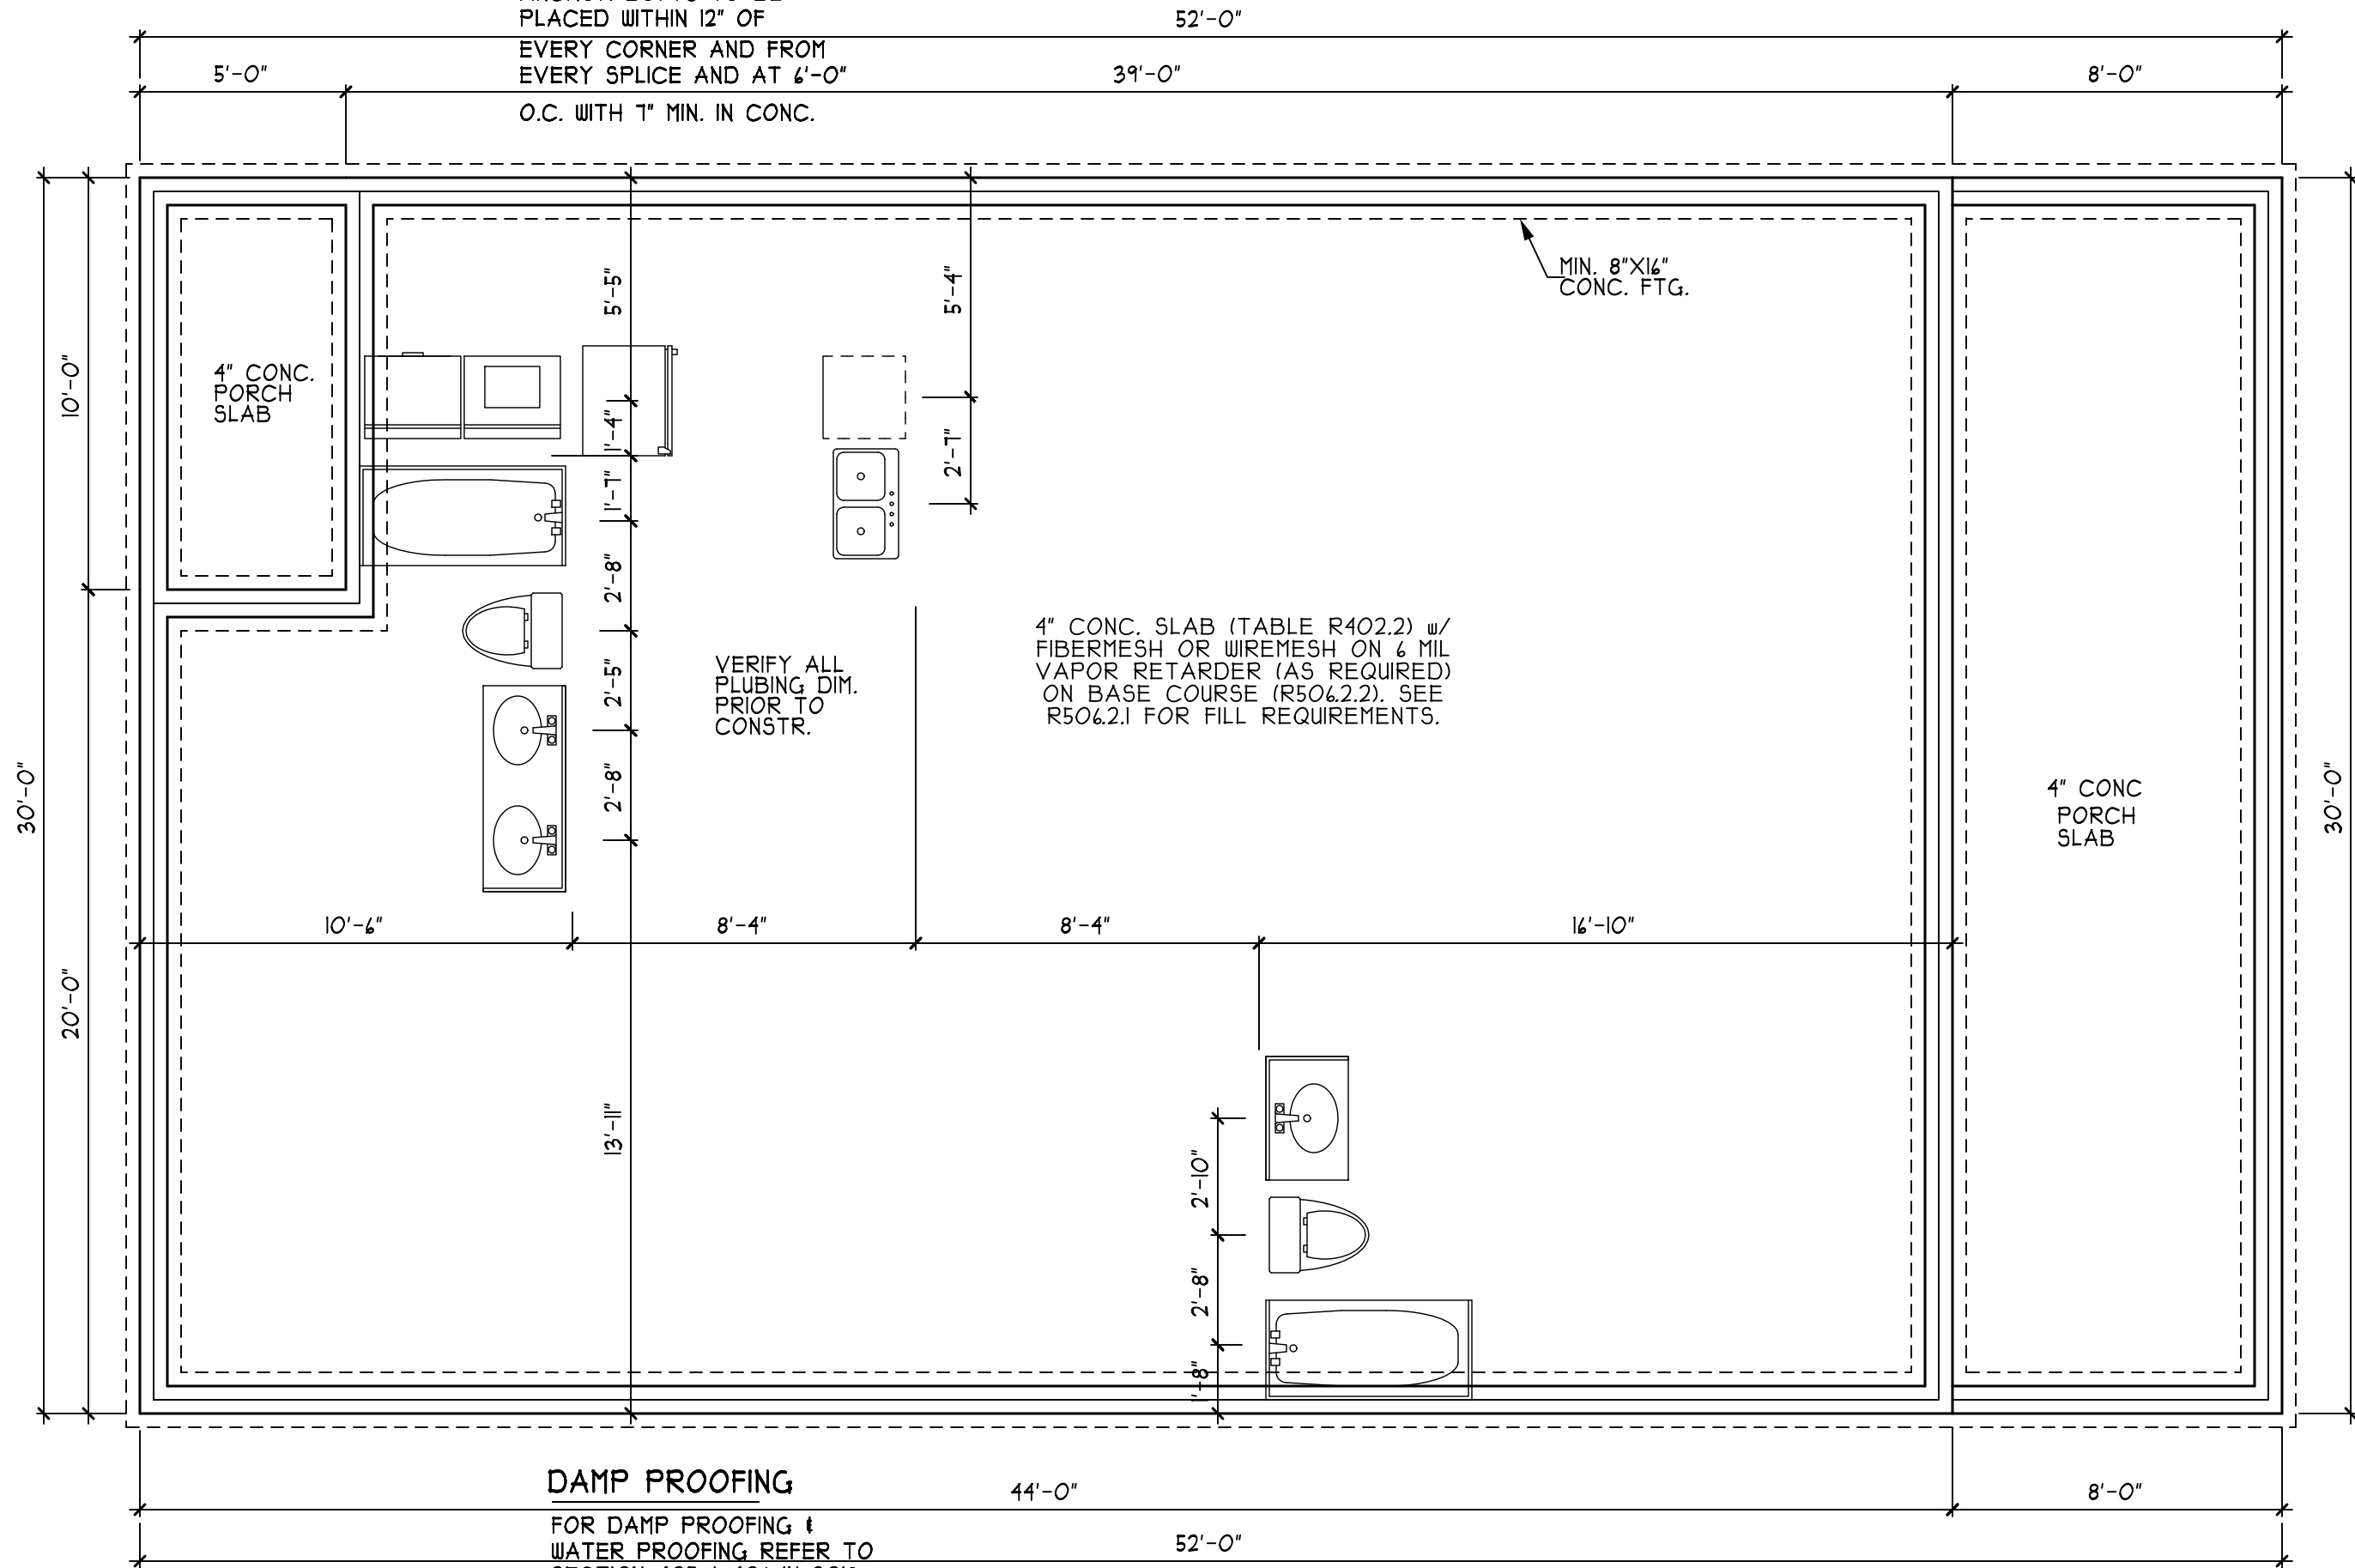 PLACED WITHIN 12" OF
EVERY CORNER AND FROM
EVERY SPLICE AND AT 6'-0"
O.C. WITH 7" MIN. IN CONC.
52'-0"
5'-0"
39'-0"
8'-0"
5'-5"
5'-4"
MIN. 8"X16"
CONC. FTG.
10'-0"
4" CONC.
PORCH
SLAB
1'-4"
2'-7"
1'-7"
2'-8"
4" CONC. SLAB (TABLE R402.2) w/
FIBERMESH OR WIREMESH ON 6 MIL
VAPOR RETARDER (AS REQUIRED)
ON BASE COURSE (R506.2.2). SEE
R506.2.1 FOR FILL REQUIREMENTS.
VERIFY ALL
PLUBING DIM.
PRIOR TO
CONSTR.
2'-5"
2'-8"
30'-0"
4" CONC
PORCH
SLAB
30'-0"
10'-6"
8'-4"
8'-4"
16'-10"
20'-0"
13'-11"
2'-10"
2'-8"
1'-8"
DAMP PROOFING
44'-0"
8'-0"
FOR DAMP PROOFING &
WATER PROOFING REFER TO
52'-0"